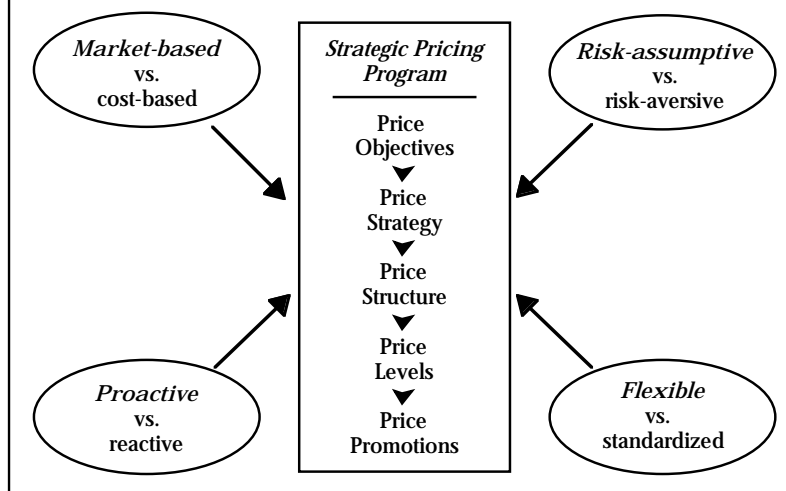 Market-based
vs.
cost-based
Strategic Pricing
Program
Price
Objectives
Price
Strategy
Price
Structure
Price
Levels
Price
Promotions
Risk-assumptive
vs.
risk-aversive
Proactive
vs.
reactive
Flexible
vs.
standardized